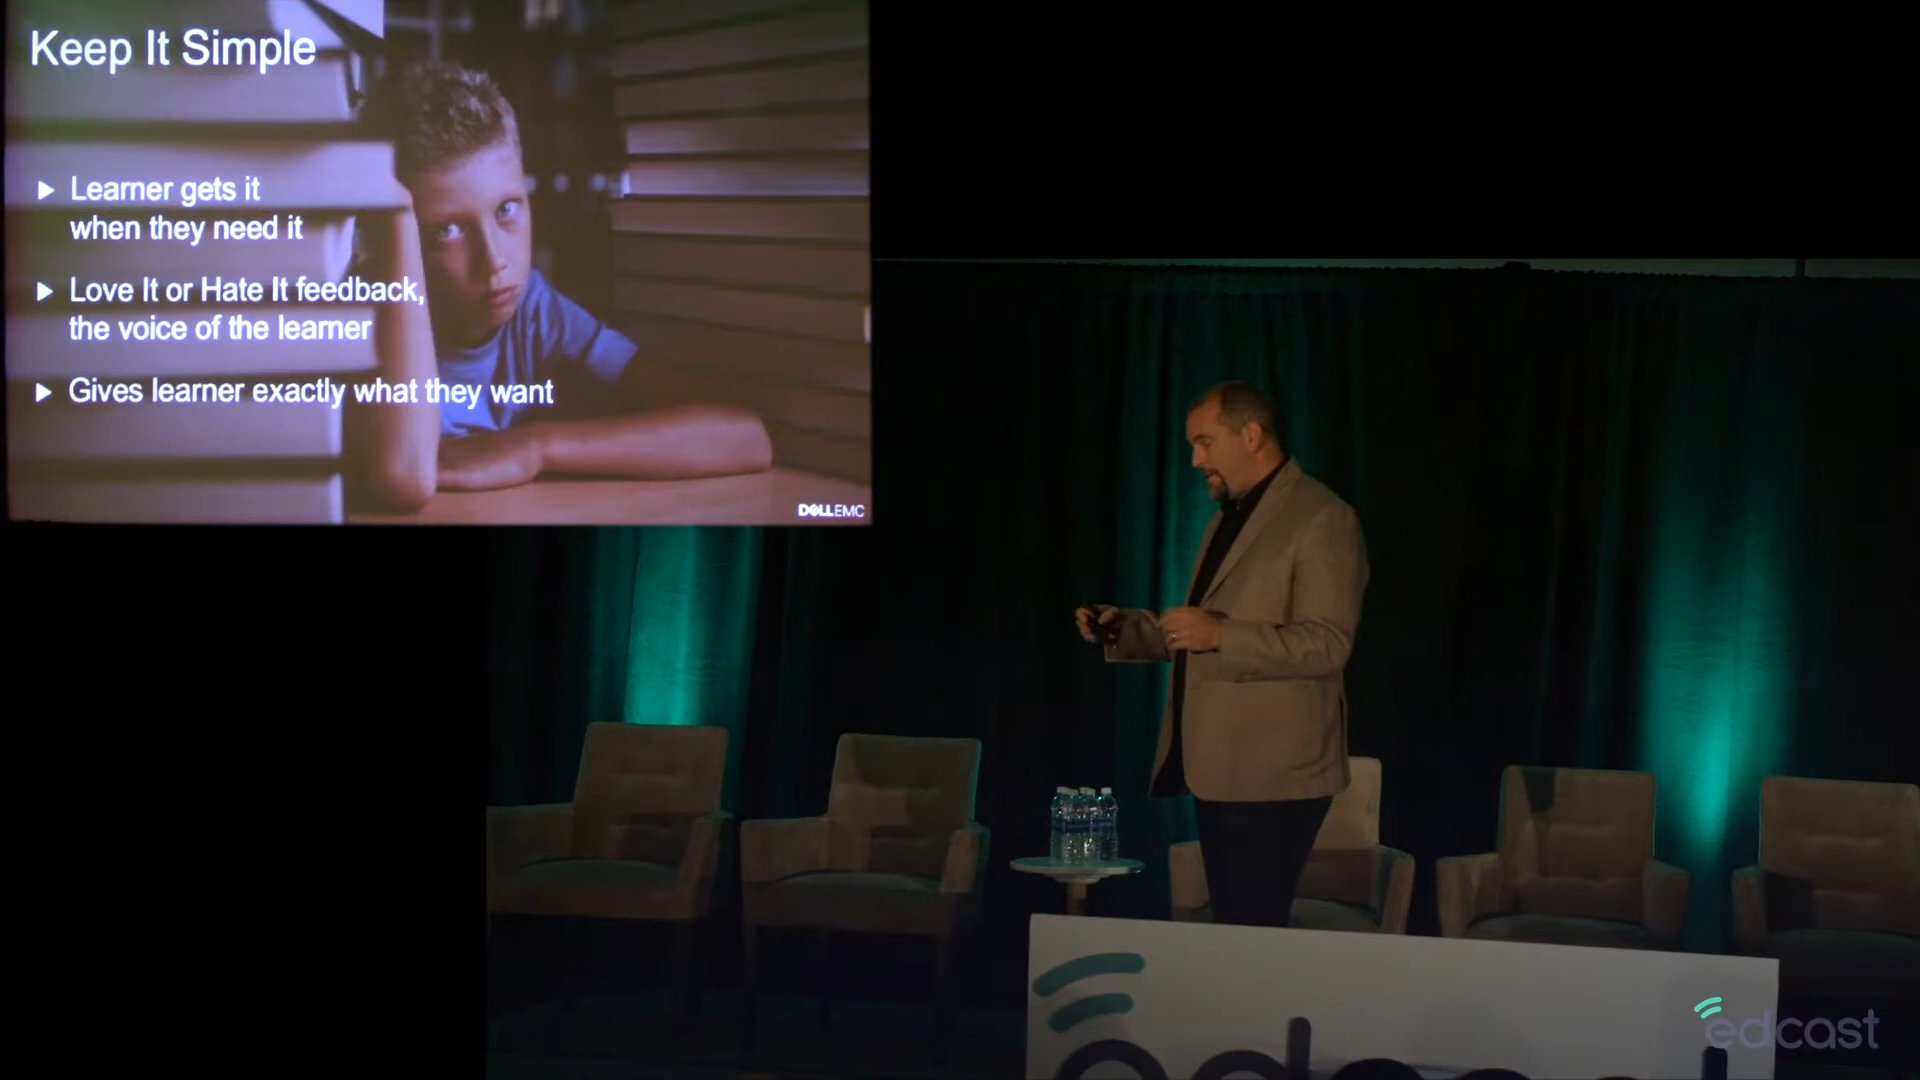 Keep It Simple
Learner gets it
when they need it
Love It or Hate It feedback,
the voice of the learner
Gives learner exactly what they want
DELLEMC
edcast